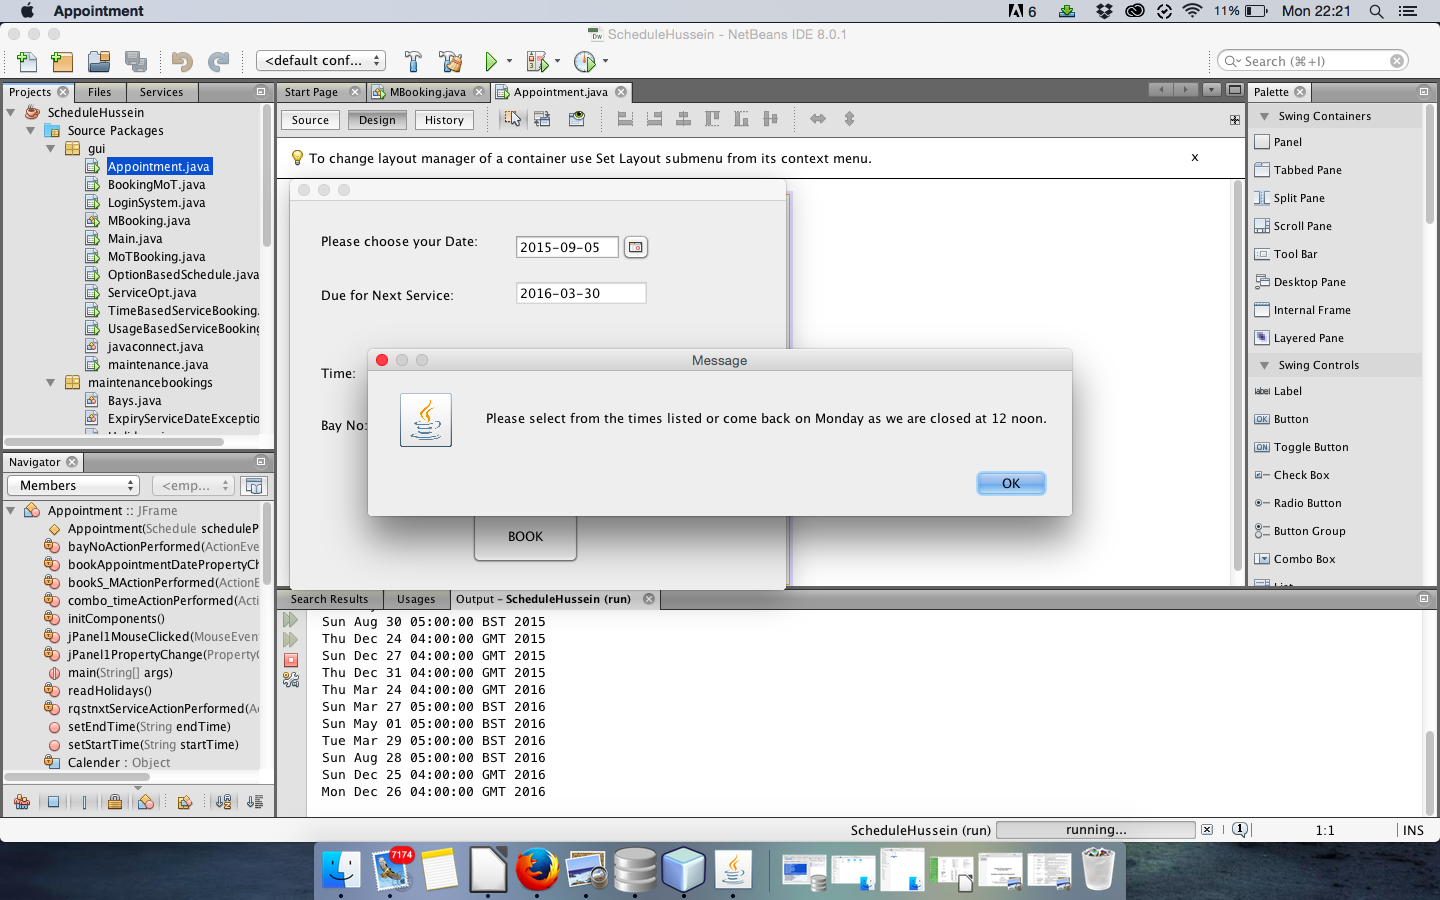 Appointment
6
11%
Mon 22:21
ScheduleHussein - NetBeans IDE 8.0.1
<default conf...
Search (⌘+I)
Projects
Files
Services
Start Page
MBooking.java
Appointment.java
Palette
Source
Design
History
To change layout manager of a container use Set Layout submenu from its context menu.
x
ScheduleHussein
Source Packages
gui
Appointment.java
BookingMoT.java
LoginSystem.java
MBooking.java
Main.java
MoTBooking.java
OptionBasedSchedule.java
ServiceOpt.java
TimeBasedServiceBooking.
UsageBasedServiceBooking
javaconnect.java
maintenance.java
maintenancebookings
Bays.java
ExpiryServiceDateExceptio
Please choose your Date:
2015-09-05
Due for Next Service:
2016-03-30
Time:
Bay No:
BOOK
Message
Please select from the times listed or come back on Monday as we are closed at 12 noon.
OK
Swing Containers
Panel
Tabbed Pane
Split Pane
Scroll Pane
Tool Bar
Desktop Pane
Internal Frame
Layered Pane
Swing Controls
label Label
OK Button
ON Toggle Button
Check Box
Radio Button
Button Group
Combo Box
Navigator
Members
<emp...
Appointment :: JFrame
Appointment(Schedule scheduleP
bayNoActionPerformed(ActionEve
bookAppointmentDatePropertyCh
bookS_MActionPerformed(ActionE
combo_timeActionPerformed(Acti
initComponents()
jPanel1MouseClicked(MouseEven
jPanel1PropertyChange(PropertyC
main(String[] args)
readHolidays()
rqstnxtServiceActionPerformed(Ac
setEndTime(String endTime)
setStartTime(String startTime)
Calender : Object
Search Results
Usages
Output - ScheduleHussein (run)
Sun Aug 30 05:00:00 BST 2015
Thu Dec 24 04:00:00 GMT 2015
Sun Dec 27 04:00:00 GMT 2015
Thu Dec 31 04:00:00 GMT 2015
Thu Mar 24 04:00:00 GMT 2016
Sun Mar 27 05:00:00 BST 2016
Sun May 01 05:00:00 BST 2016
Tue Mar 29 05:00:00 BST 2016
Sun Aug 28 05:00:00 BST 2016
Sun Dec 25 04:00:00 GMT 2016
Mon Dec 26 04:00:00 GMT 2016
ScheduleHussein (run)
running...
1
1:1
INS
7174